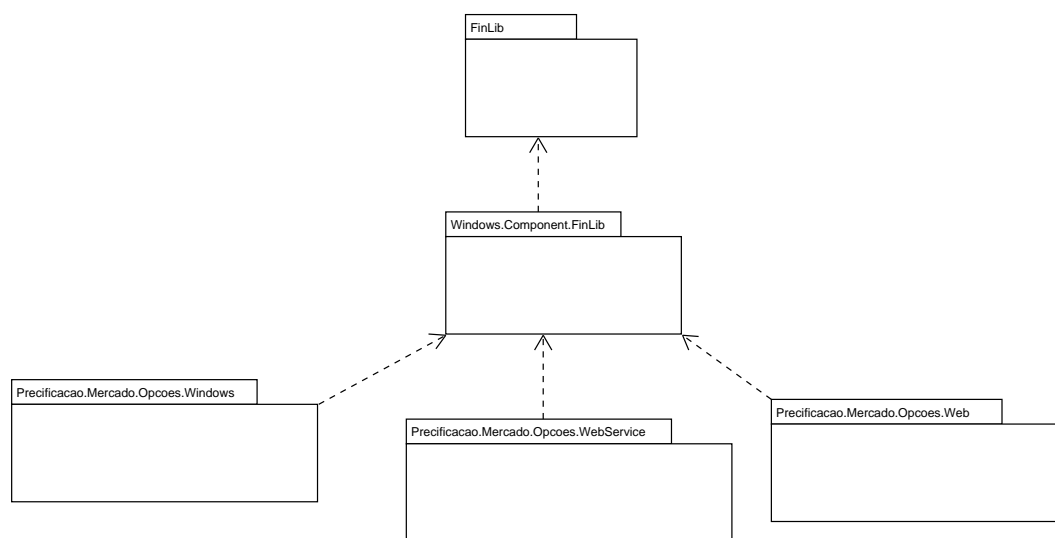 FinLib
Windows.Component.FinLib
Precificacao.Mercado.Opcoes.Windows
Precificacao.Mercado.Opcoes.WebService
Precificacao.Mercado.Opcoes.Web